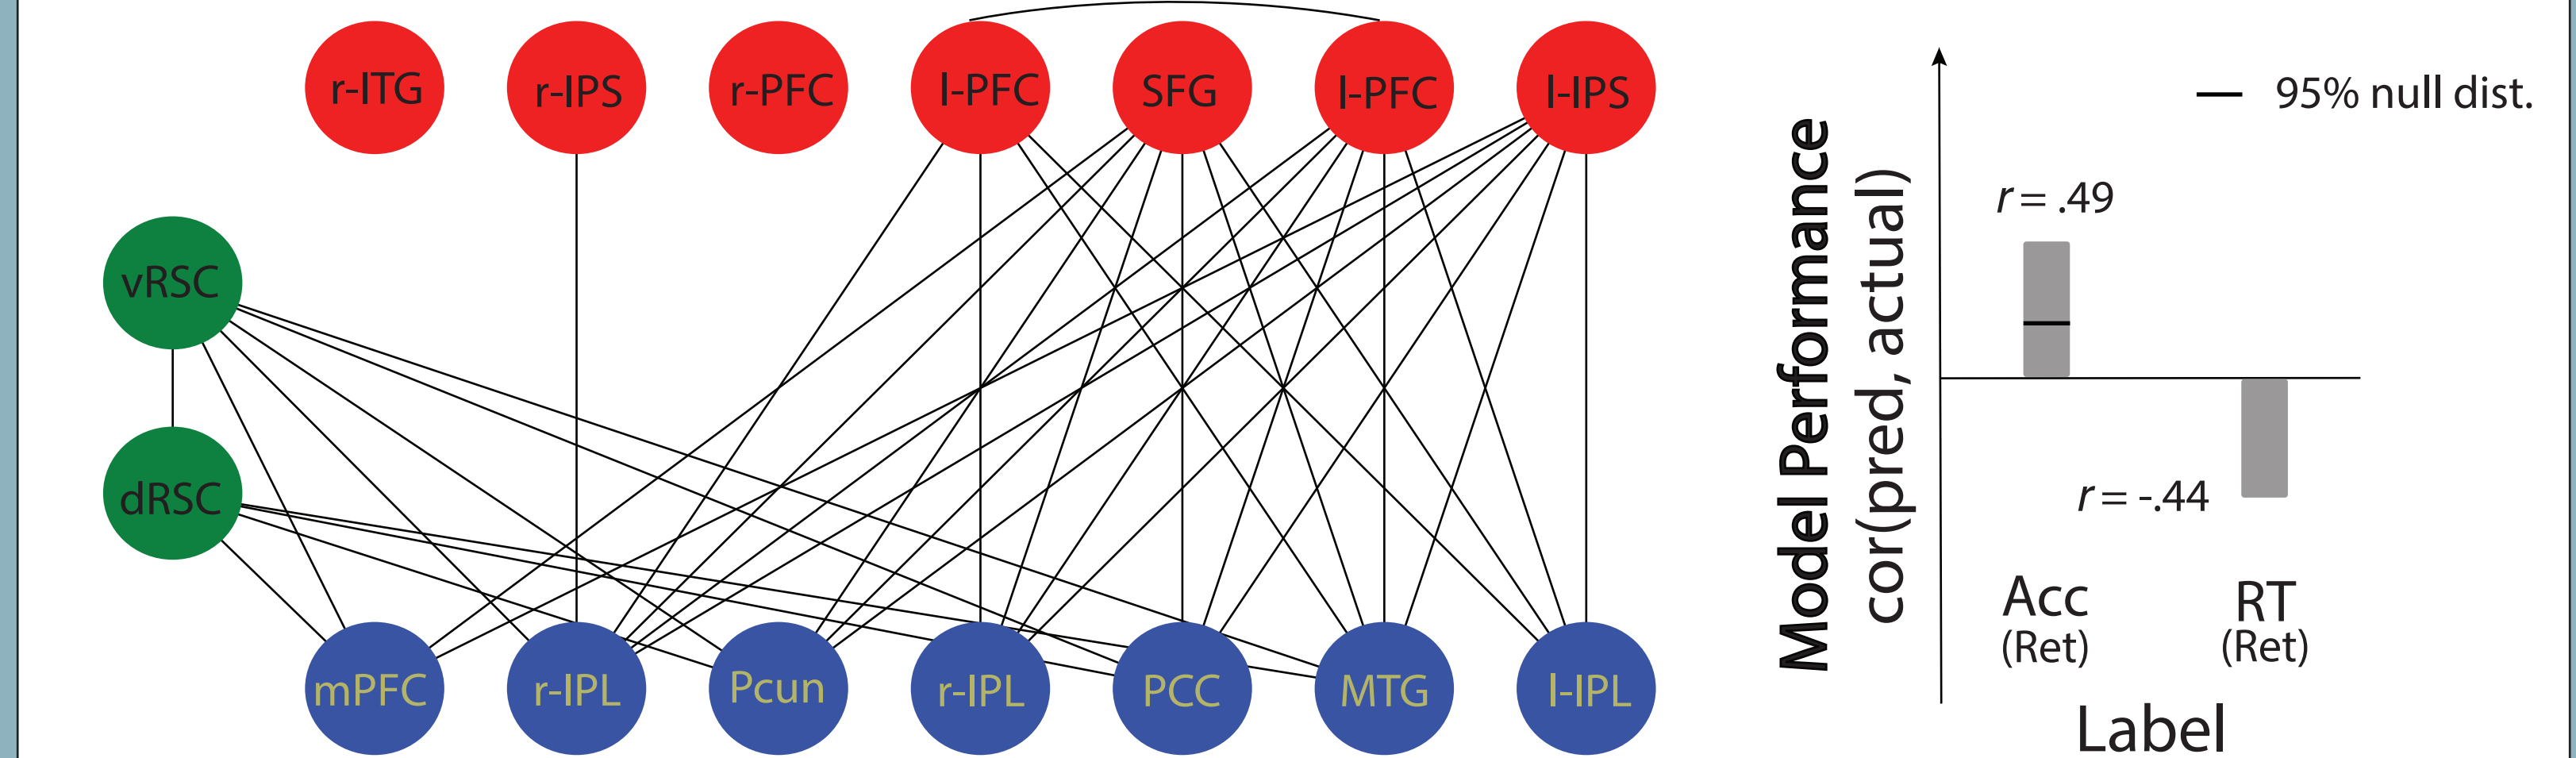 r-ITG
r-IPS
r-PFC
l-PFC
SFG
l-PFC
l-IPS
vRSC
dRSC
mPFC
r-IPL
Pcun
r-IPL
PCC
MTG
l-IPL
Model Performance
cor(pred, actual)
95% null dist.
r = .49
r = -.44
Acc
(Ret)
RT
(Ret)
Label